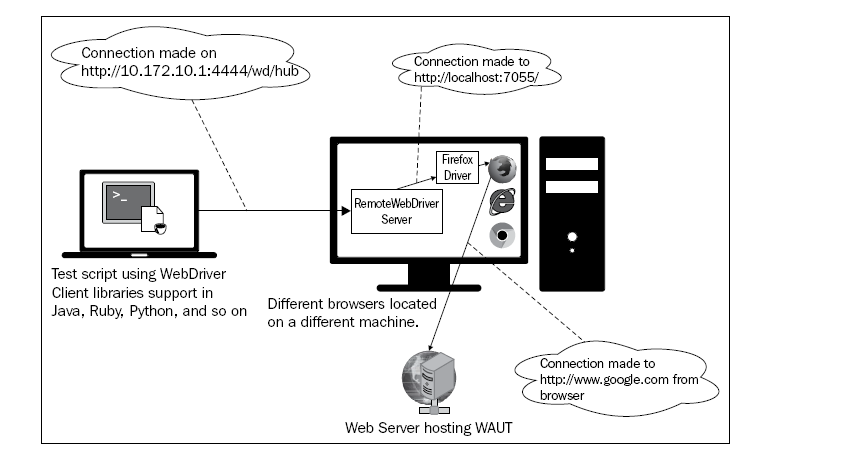 Connection made on
http://10.172.10.1:4444/wd/hub
Connection made to
http://localhost:7055/
Firefox
Driver
RemoteWebDriver
Server
>_
Test script using WebDriver
Client libraries support in
Java, Ruby, Python, and so on
Different browsers located
on a different machine.
Connection made to
http://www.google.com from
browser
Web Server hosting WAUT